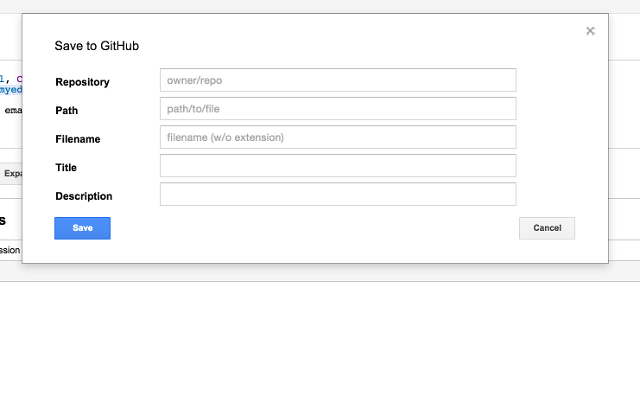 ×
Save to GitHub
Repository owner/repo
Path path/to/file
Filename filename (w/o extension)
Title
Description
Save Cancel
myed
ema
Expa
s
ssion